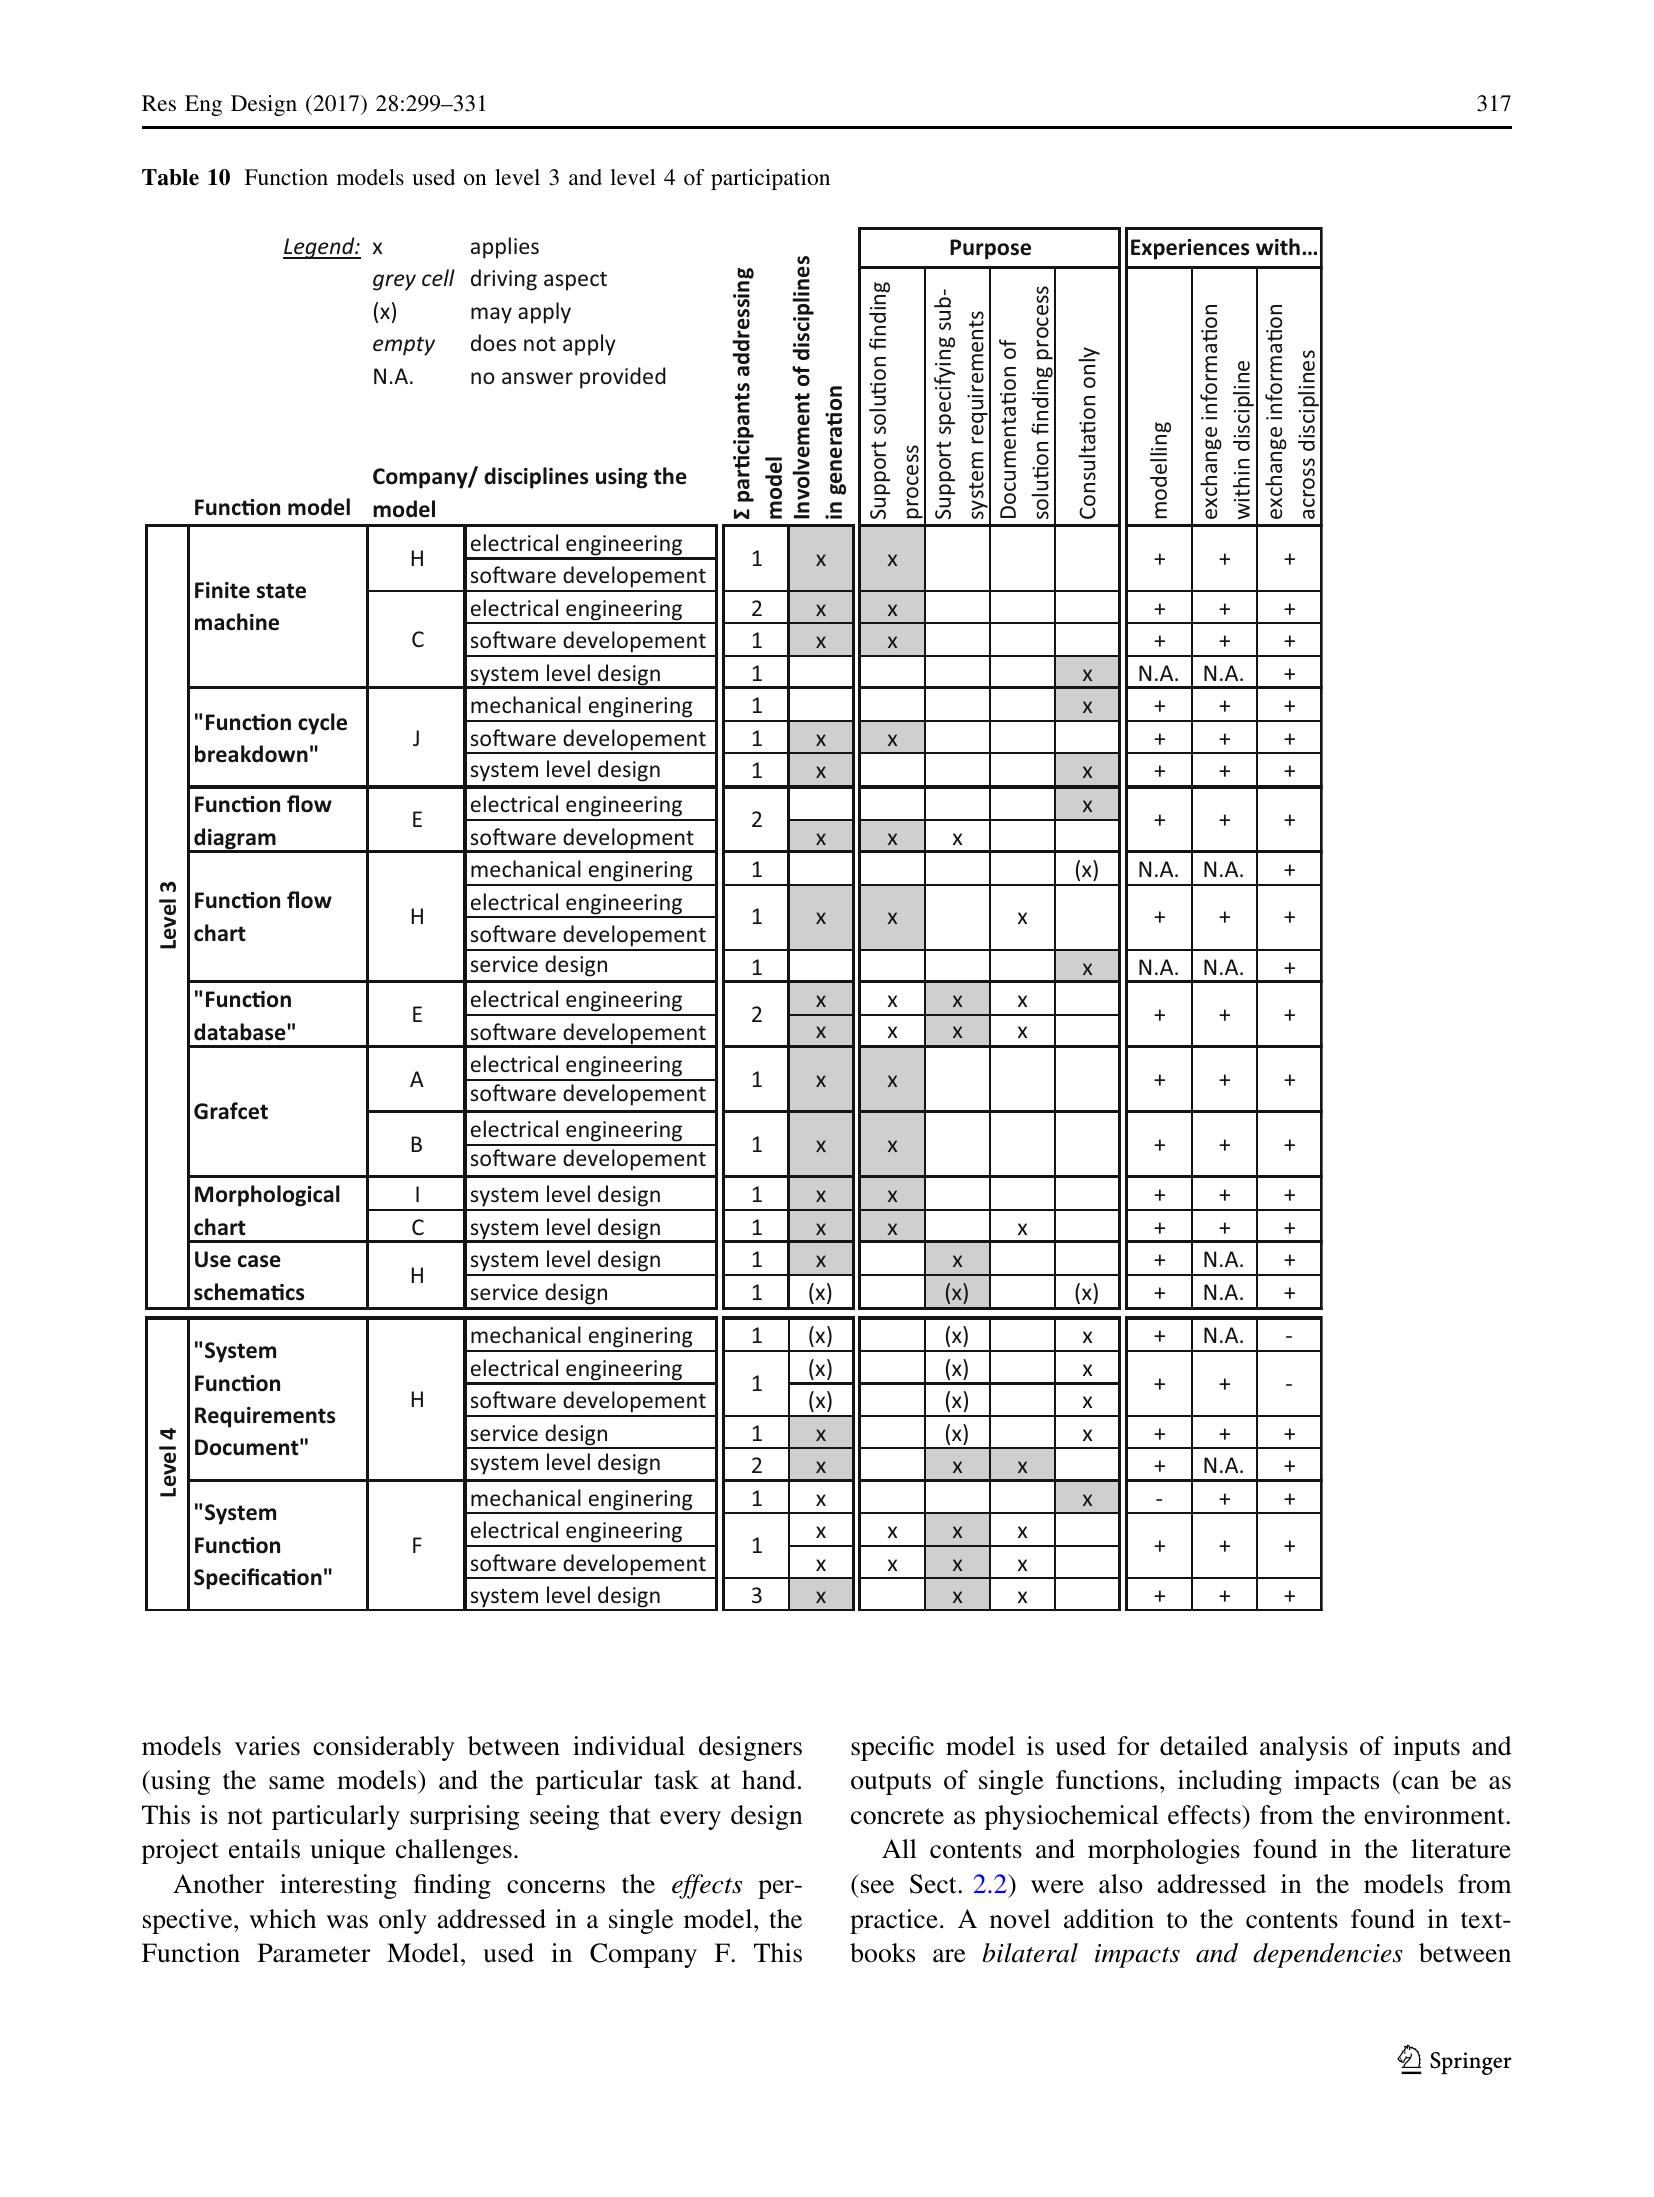 Res Eng Design (2017) 28:299–331 317
Table 10 Function models used on level 3 and level 4 of participation
Legend: x applies
grey cell driving aspect
(x) may apply
empty does not apply
N.A. no answer provided
Function model
Company/ disciplines using the
model
Σ participants addressing
model
Involvement of disciplines
in generation
Purpose
Support solution finding
process
Support specifying sub-
system requirements
Documentation of
solution finding process
Consultation only
Experiences with...
modelling
exchange information
within discipline
exchange information
across disciplines
Level 3
Finite state
machine
H
electrical engineering
software developement
1 x x + + +
C
electrical engineering 2 x x + + +
software developement 1 x x + + +
system level design 1 x N.A. N.A. +
"Function cycle
breakdown"
J
mechanical enginering 1 x + + +
software developement 1 x x + + +
system level design 1 x x + + +
Function flow
diagram
E
electrical engineering x
2 + + +
software development x x x
Function flow
chart
H
mechanical enginering 1 (x) N.A. N.A. +
electrical engineering
software developement
1 x x x + + +
service design 1 x N.A. N.A. +
"Function
database"
E
electrical engineering x x x x
2 + + +
software developement x x x x
Grafcet
A
electrical engineering
software developement
1 x x + + +
B
electrical engineering
software developement
1 x x + + +
Morphological
chart
I system level design 1 x x + + +
C system level design 1 x x x + + +
Use case
schematics
H
system level design 1 x x + N.A. +
service design 1 (x) (x) (x) + N.A. +
Level 4
"System
Function
Requirements
Document"
H
mechanical enginering 1 (x) (x) x + N.A. -
electrical engineering (x) (x) x
1 + + -
software developement (x) (x) x
service design 1 x (x) x + + +
system level design 2 x x x + N.A. +
"System
Function
Specification"
F
mechanical enginering 1 x x - + +
electrical engineering x x x x
1 + + +
software developement x x x x
system level design 3 x x x + + +
models varies considerably between individual designers
(using the same models) and the particular task at hand.
This is not particularly surprising seeing that every design
project entails unique challenges.
Another interesting finding concerns the effects per-
spective, which was only addressed in a single model, the
Function Parameter Model, used in Company F. This
specific model is used for detailed analysis of inputs and
outputs of single functions, including impacts (can be as
concrete as physiochemical effects) from the environment.
All contents and morphologies found in the literature
(see Sect. 2.2) were also addressed in the models from
practice. A novel addition to the contents found in text-
books are bilateral impacts and dependencies between
Springer